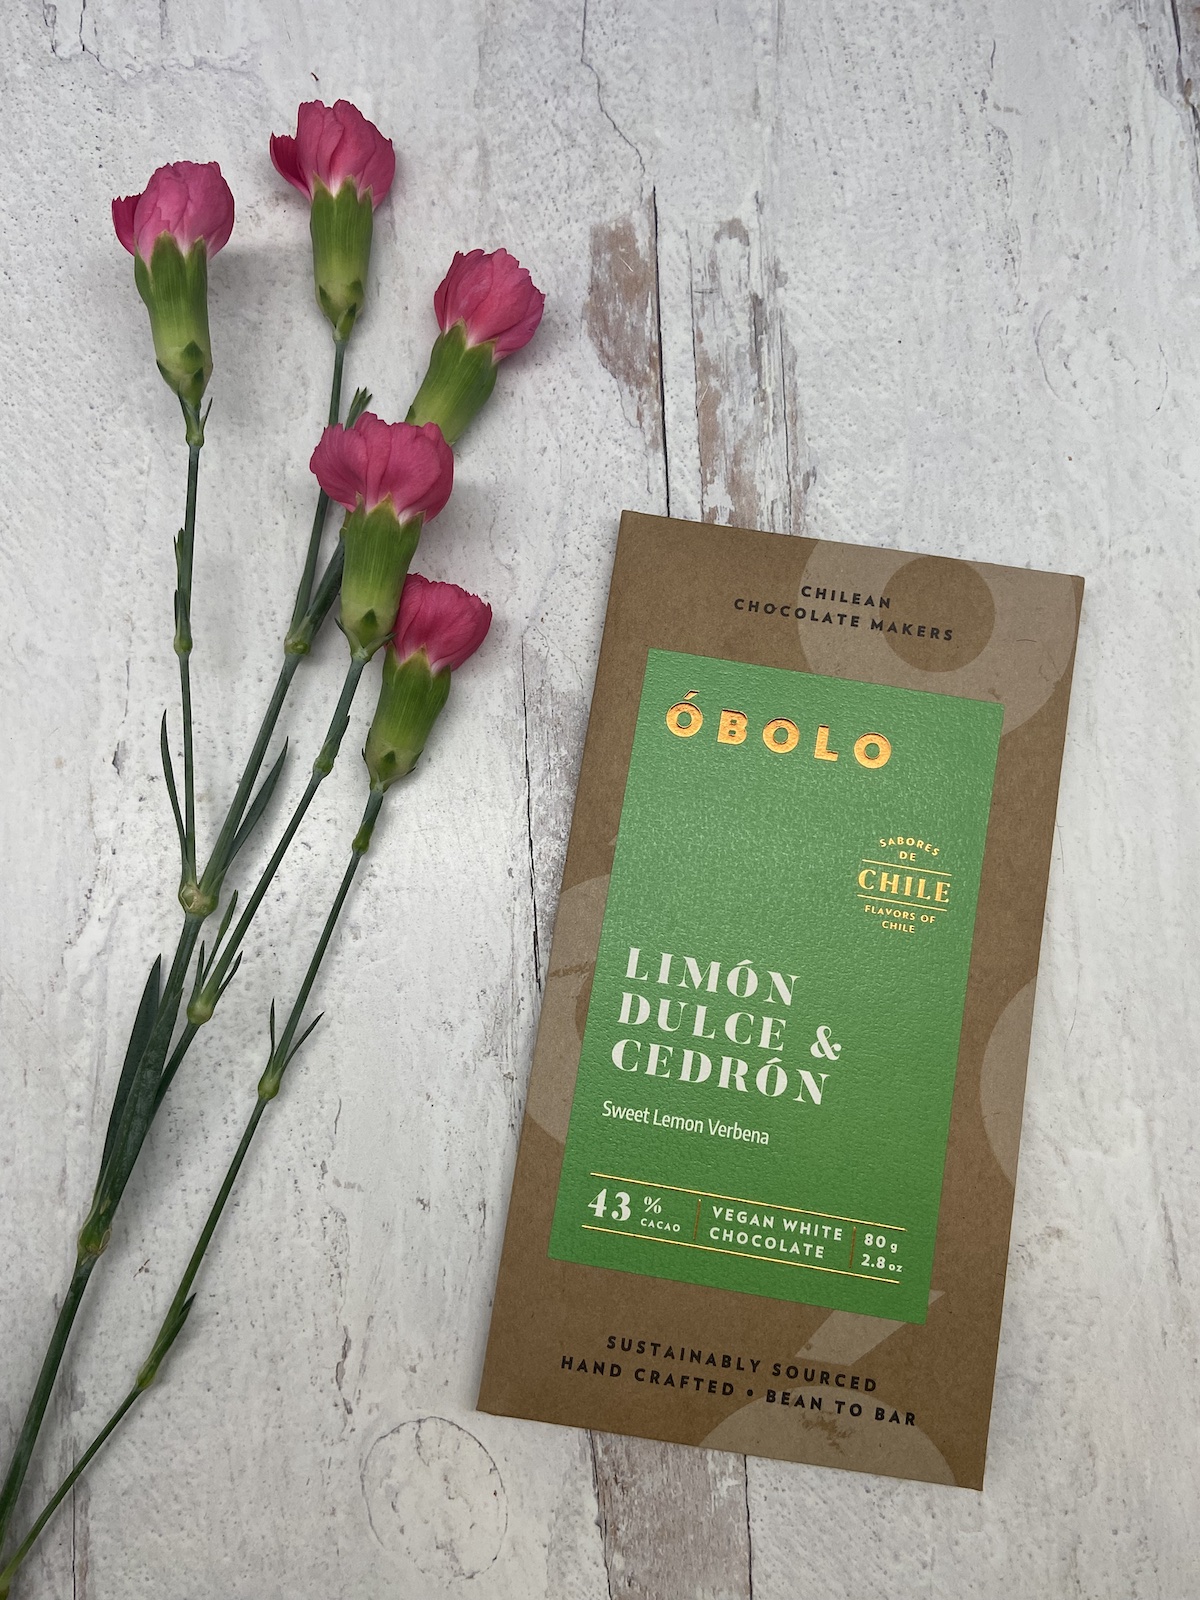 CHILEAN
CHOCOLATE MAKERS
ÓBOLO
SABORES
DE
CHILE
FLAVORS OF
CHILE
LIMÓN
DULCE &
CEDRÓN
Sweet Lemon Verbena
43 %
CACAO
VEGAN WHITE
CHOCOLATE
80 g
2.8 oz
SUSTAINABLY SOURCED
HAND CRAFTED • BEAN TO BAR